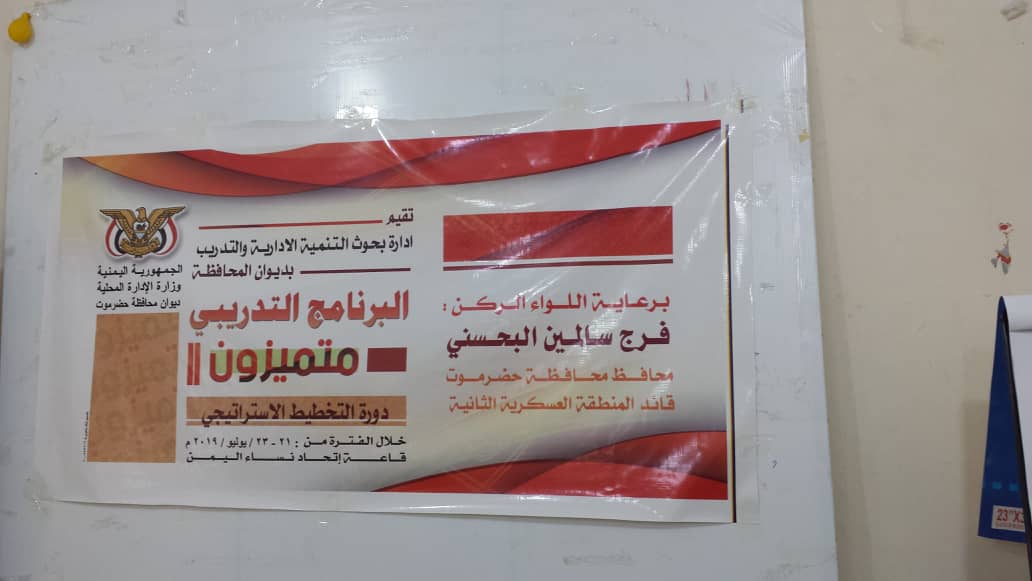 برعاية اللواء الركن :
فرج سالمين البحسني
محافظ محافظة حضرموت
قائد المنطقة العسكرية الثانية
تقيم
ادارة بحوث التنمية الادارية والتدريب
بديوان المحافظة
البرنامج التدريبي
متميزون ||
دورة التخطيط الاستراتيجي
خلال الفترة من : ٢١ - ٢٣ / يوليو / ٢٠١٩ م
قاعة إتحاد نساء اليمن
الجمهورية اليمنية
وزارة الإدارة المحلية
ديوان محافظة حضرموت
23"X3